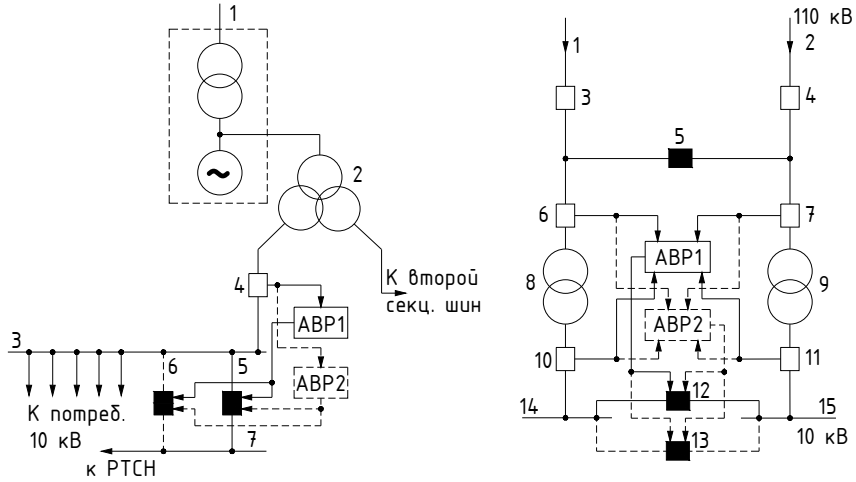 1
2
4
К второй
секц. шин
АВР1
3
6
5
АВР2
К потреб.
10 кВ
7
к РТСН
110 кВ
1
2
3
4
5
6
7
АВР1
8
9
АВР2
10
11
12
14
15
13
10 кВ